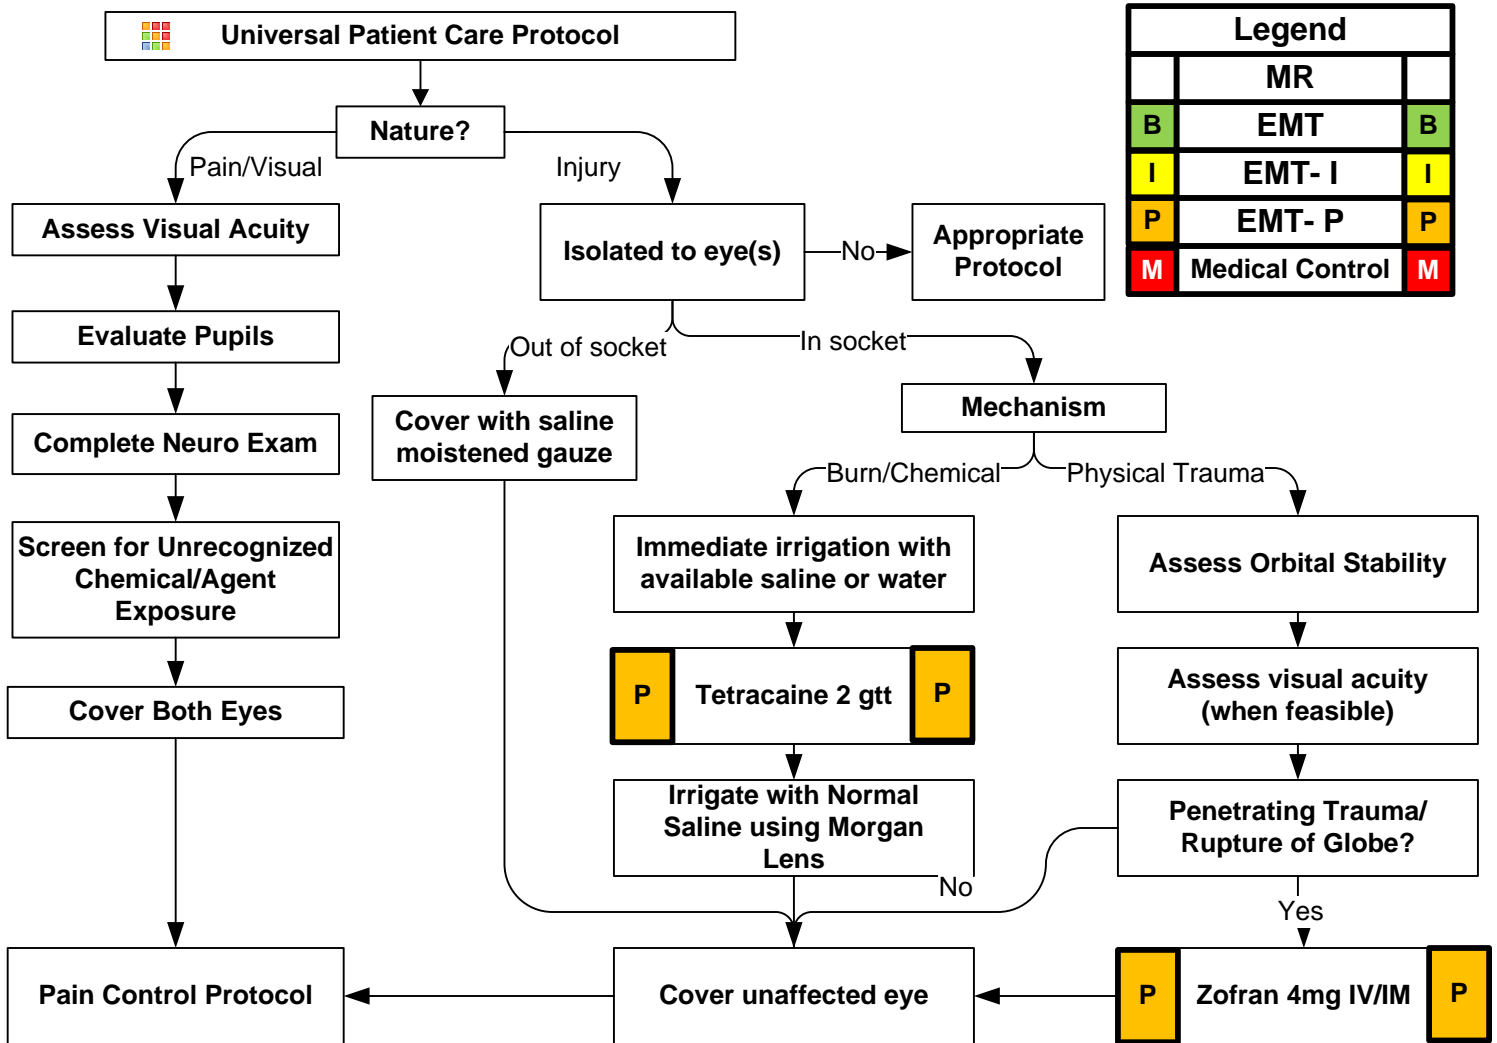 Universal Patient Care Protocol
Legend
MR
B EMT B
I EMT- I I
P EMT- P P
M Medical Control M
Nature?
Pain/Visual
Injury
Assess Visual Acuity
Isolated to eye(s)
No
Appropriate
Protocol
Evaluate Pupils
Out of socket
In socket
Complete Neuro Exam
Cover with saline
moistened gauze
Mechanism
Burn/Chemical
Physical Trauma
Screen for Unrecognized
Chemical/Agent
Exposure
Immediate irrigation with
available saline or water
Assess Orbital Stability
Cover Both Eyes
P Tetracaine 2 gtt P
Assess visual acuity
(when feasible)
Irrigate with Normal
Saline using Morgan
Lens
Penetrating Trauma/
Rupture of Globe?
No
Yes
Pain Control Protocol
Cover unaffected eye
P Zofran 4mg IV/IM P